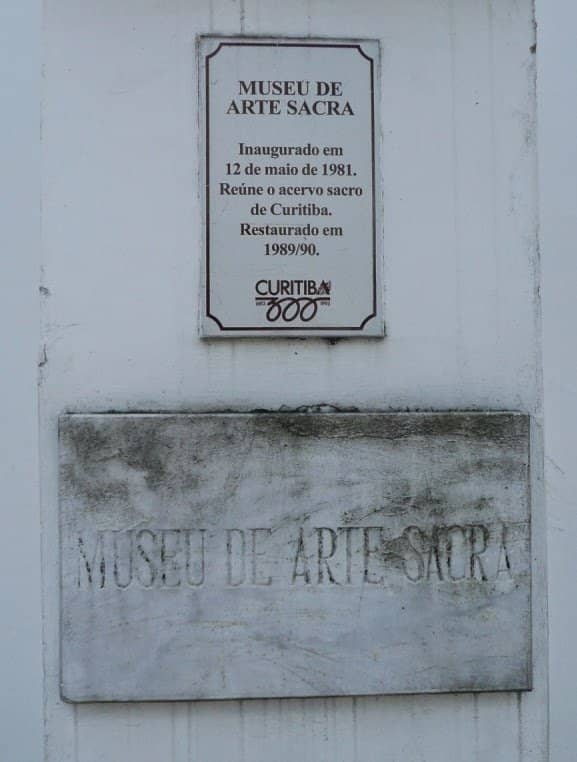 MUSEU DE
ARTE SACRA
Inaugurado em
12 de maio de 1981.
Reúne o acervo sacro
de Curitiba.
Restaurado em
1989/90.
CURITIBA
300
MUSEU DE ARTE SACRA